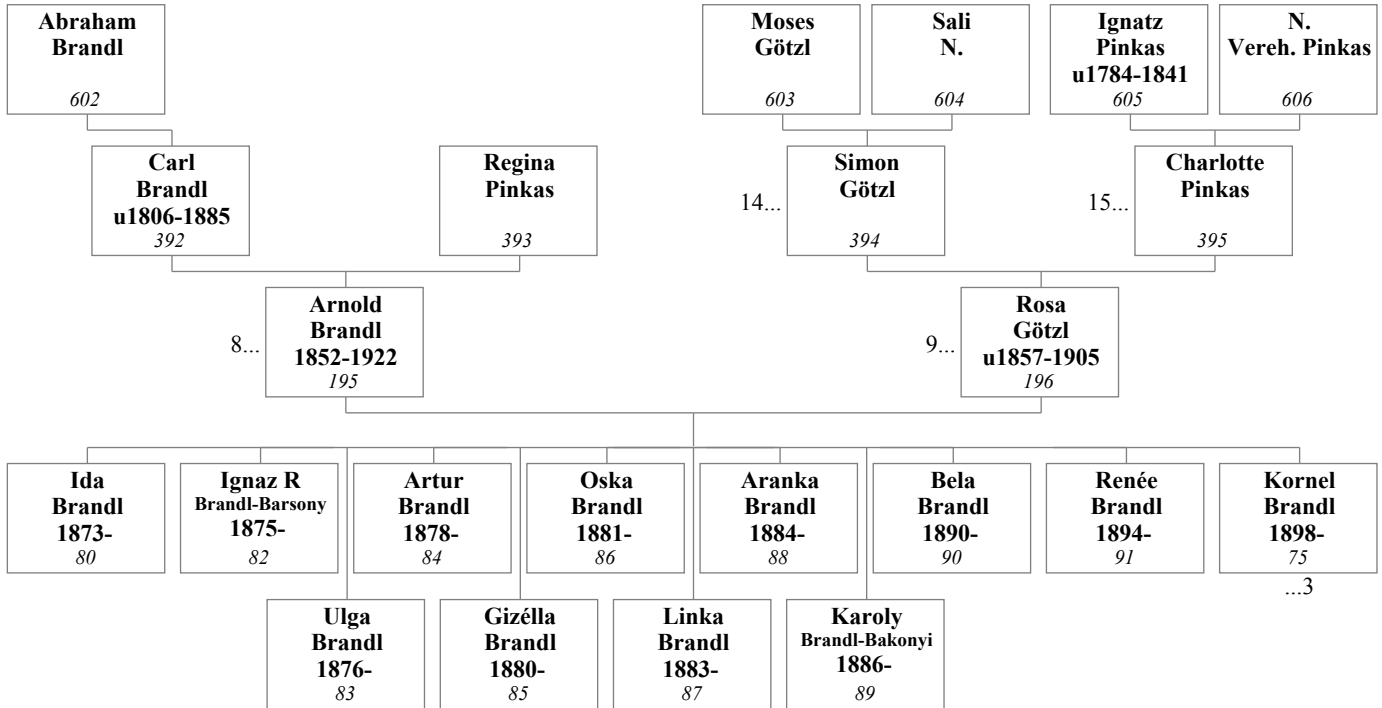 Abraham
Brandl
602
Moses
Götzl
603
Sali
N.
604
Ignatz
Pinkas
u1784-1841
605
N.
Vereh. Pinkas
606
Carl
Brandl
u1806-1885
392
Regina
Pinkas
393
14...
Simon
Götzl
394
15...
Charlotte
Pinkas
395
8...
Arnold
Brandl
1852-1922
195
9...
Rosa
Götzl
u1857-1905
196
Ida
Brandl
1873-
80
Ignaz R
Brandl-Barsony
1875-
82
Artur
Brandl
1878-
84
Oska
Brandl
1881-
86
Aranka
Brandl
1884-
88
Bela
Brandl
1890-
90
Renée
Brandl
1894-
91
Kornel
Brandl
1898-
75
...3
Ulga
Brandl
1876-
83
Gizélla
Brandl
1880-
85
Linka
Brandl
1883-
87
Karoly
Brandl-Bakonyi
1886-
89